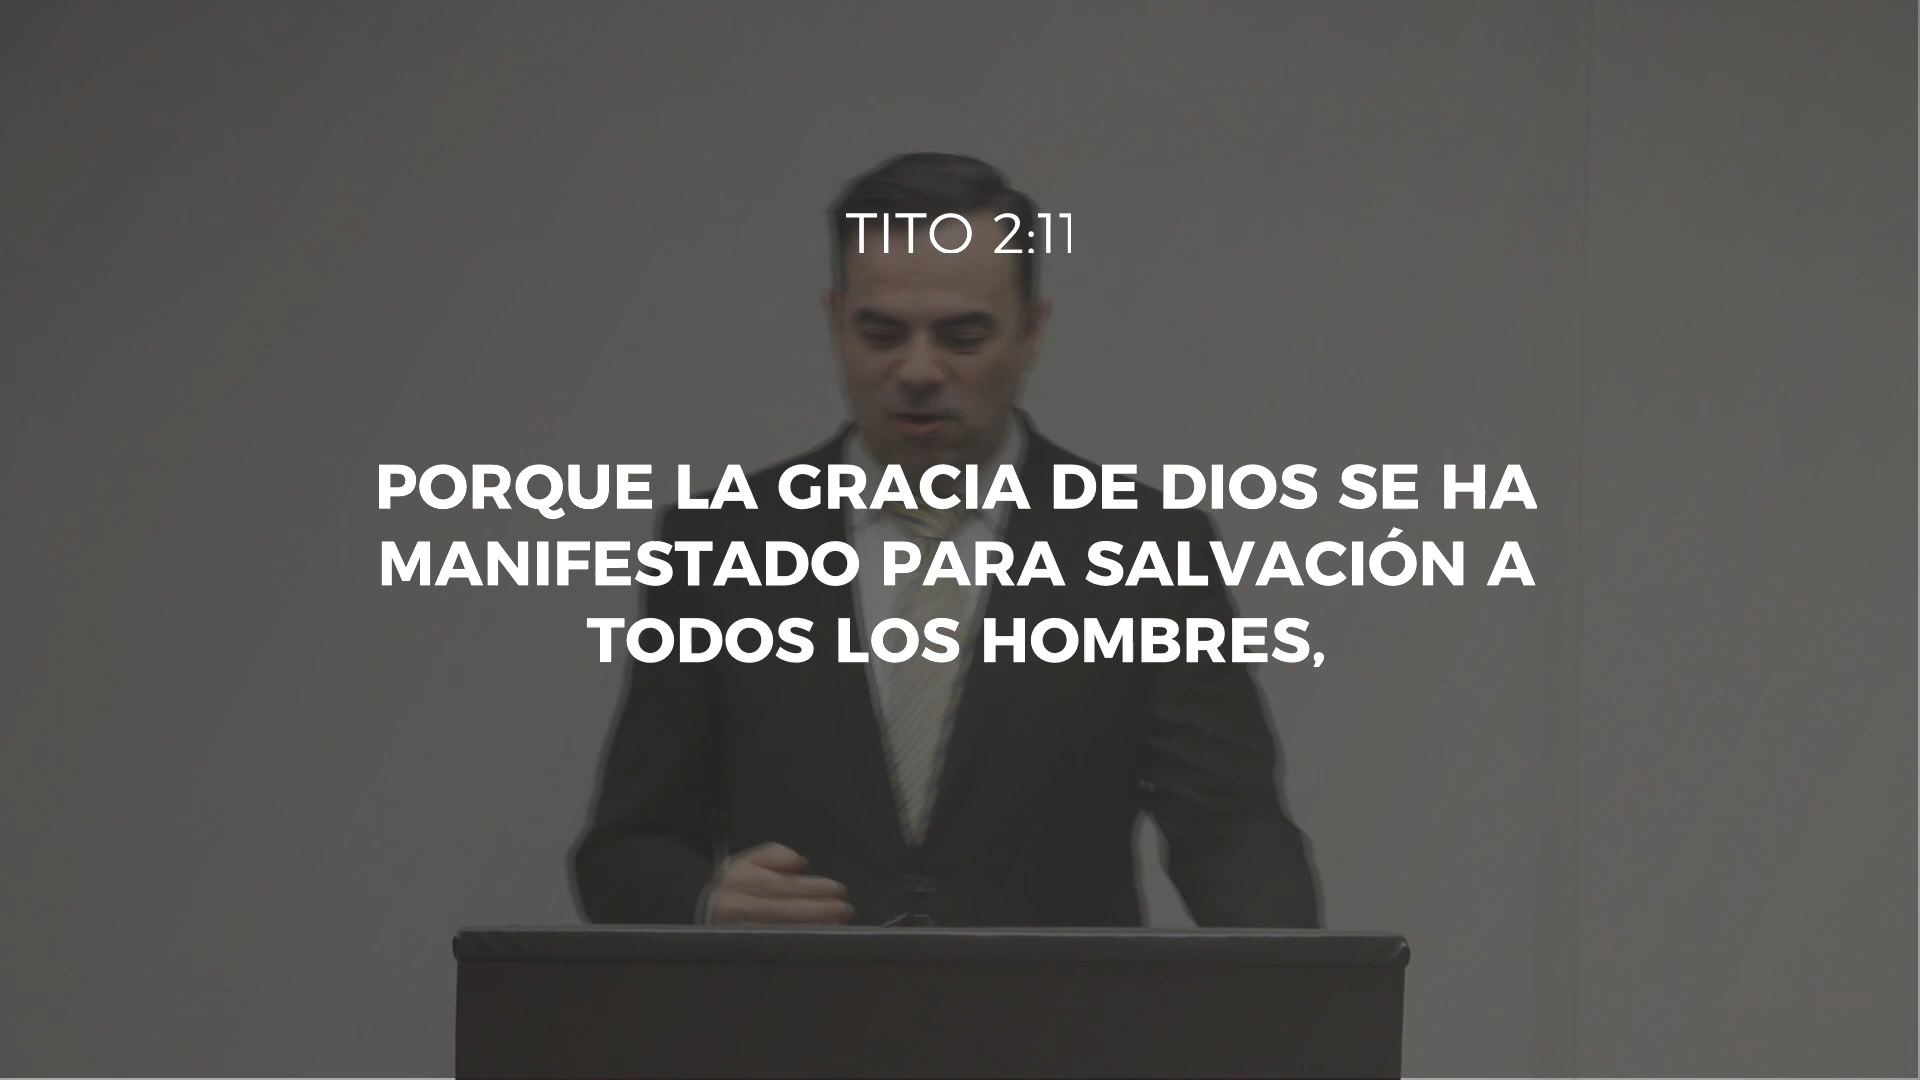 TITO 2:11
PORQUE LA GRACIA DE DIOS SE HA
MANIFESTADO PARA SALVACIÓN A
TODOS LOS HOMBRES,